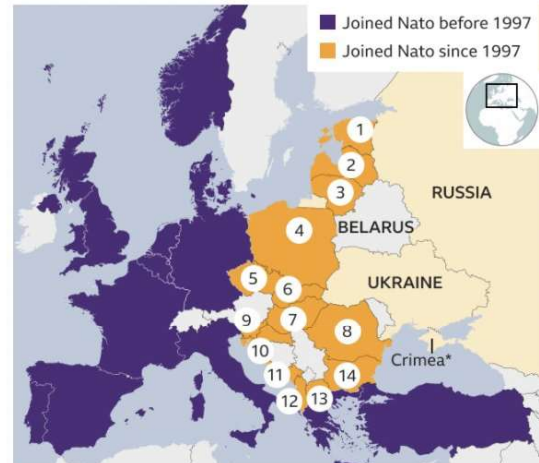 Joined Nato before 1997
Joined Nato since 1997
1
2
3
RUSSIA
4
BELARUS
5
6
UKRAINE
7
8
9
10
Crimea*
11
14
12
13